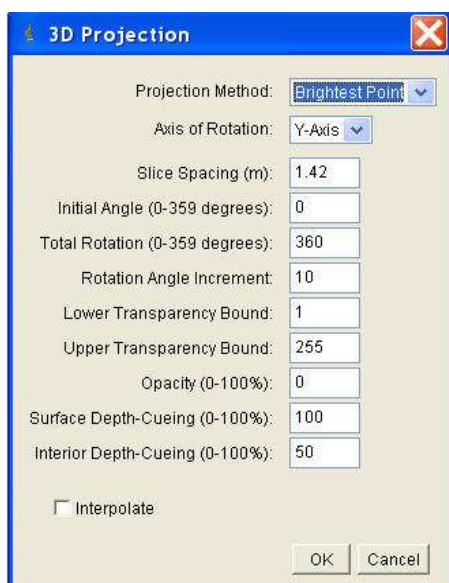 3D Projection
Projection Method: Brightest Point
Axis of Rotation: Y-Axis
Slice Spacing (m): 1.42
Initial Angle (0-359 degrees): 0
Total Rotation (0-359 degrees): 360
Rotation Angle Increment: 10
Lower Transparency Bound: 1
Upper Transparency Bound: 255
Opacity (0-100%): 0
Surface Depth-Cueing (0-100%): 100
Interior Depth-Cueing (0-100%): 50
Interpolate
OK Cancel